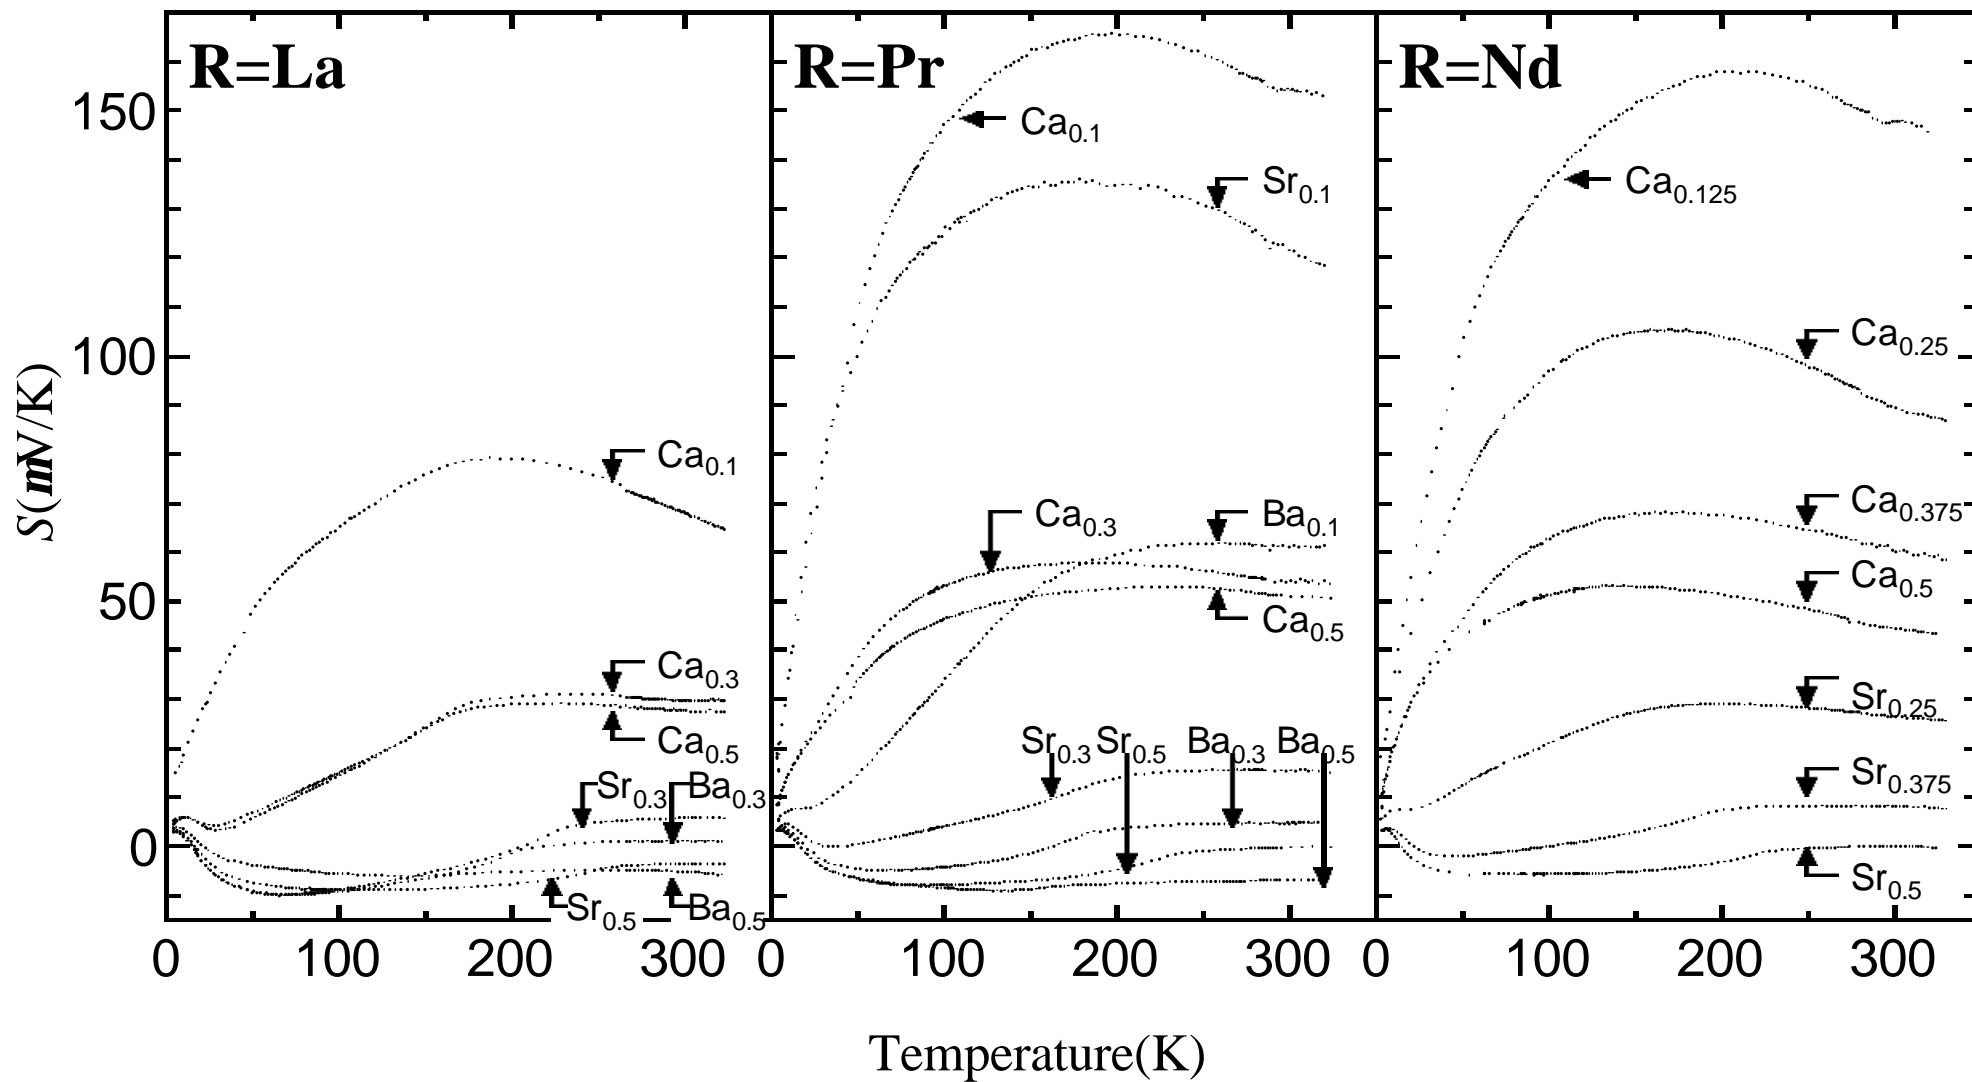 R=La
R=Pr
R=Nd
150
100
50
0
S(mV/K)
Ca0.1
Ca0.3
Ca0.5
Sr0.3
Ba0.3
Sr0.5
Ba0.5
Ca0.1
Sr0.1
Ca0.3
Ba0.1
Ca0.5
Sr0.3 Sr0.5 Ba0.3 Ba0.5
Ca0.125
Ca0.25
Ca0.375
Ca0.5
Sr0.25
Sr0.375
Sr0.5
0 100 200 300 0 100 200 300 0 100 200 300
Temperature(K)